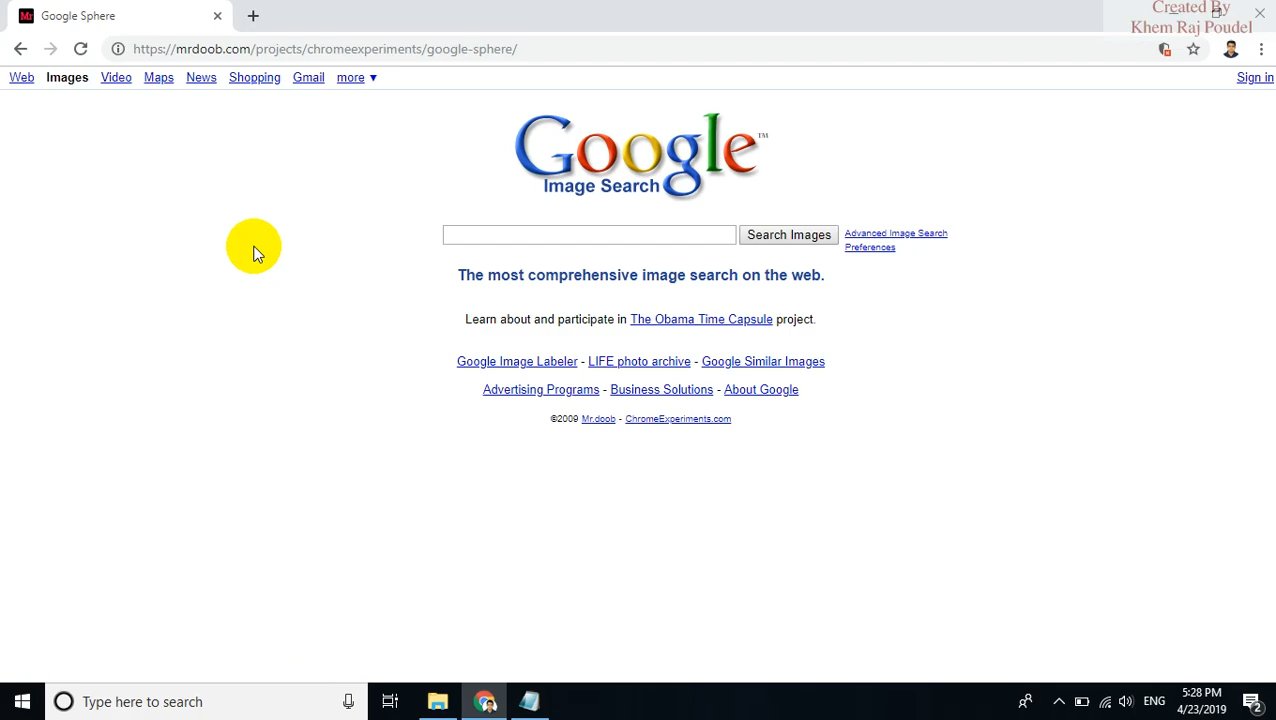 Created By
Khem Raj Poudel
Mr Google Sphere
https://mrdoob.com/projects/chromeexperiments/google-sphere/
Web Images Video Maps News Shopping Gmail more ▼ Sign in
Google™
Image Search
Search Images
Advanced Image Search
Preferences
The most comprehensive image search on the web.
Learn about and participate in The Obama Time Capsule project.
Google Image Labeler - LIFE photo archive - Google Similar Images
Advertising Programs - Business Solutions - About Google
©2009 Mr.doob - ChromeExperiments.com
Type here to search
ENG
5:28 PM
4/23/2019
2